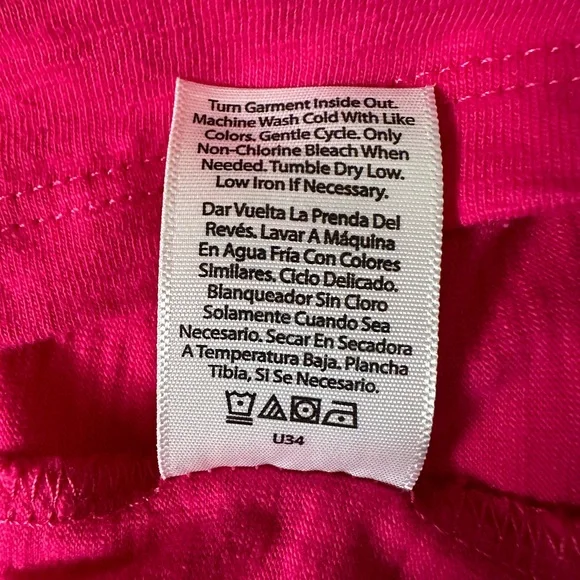 Turn Garment Inside Out.
Machine Wash Cold With Like
Colors. Gentle Cycle. Only
Non-Chlorine Bleach When
Needed. Tumble Dry Low.
Low Iron If Necessary.
Dar Vuelta La Prenda Del
Revés. Lavar A Máquina
En Agua Fría Con Colores
Similares. Ciclo Delicado.
Blanqueador Sin Cloro
Solamente Cuando Sea
Necesario. Secar En Secadora
A Temperatura Baja. Plancha
Tibia, SI Se Necesario.
U34